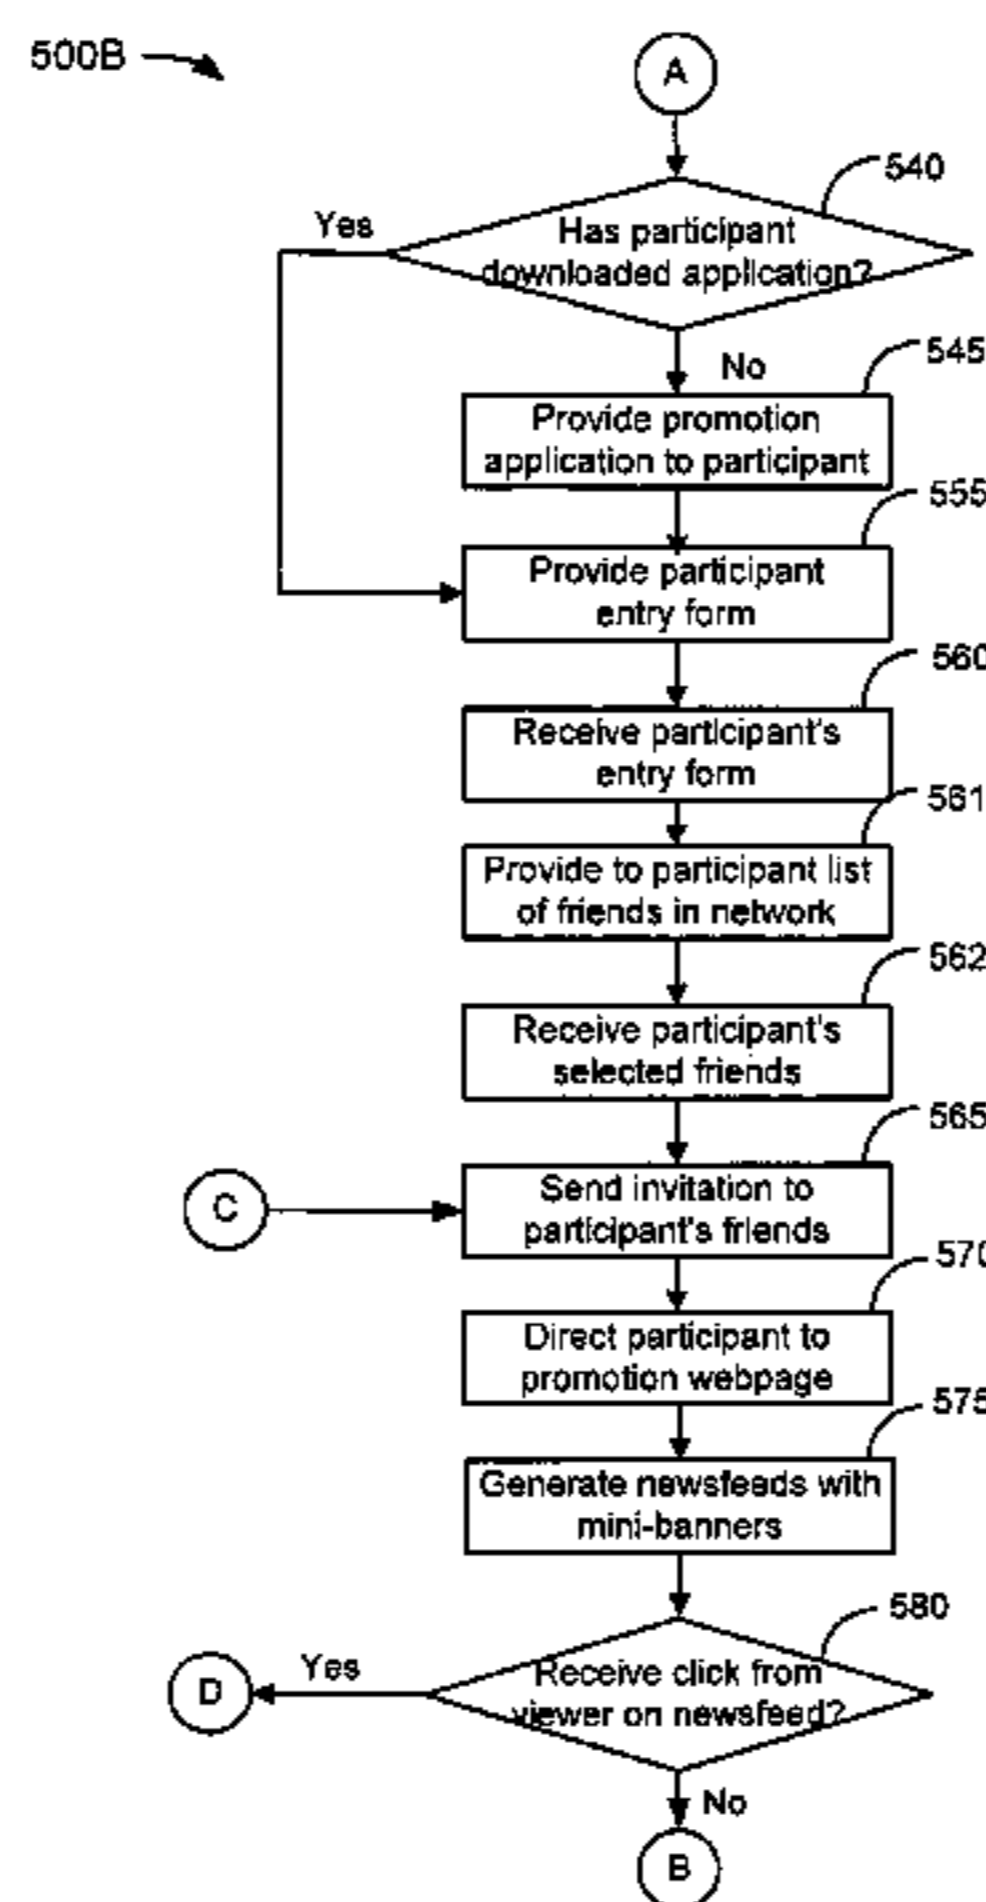 500B
A
540
Yes
Has participant
downloaded application?
No
545
Provide promotion
application to participant
555
Provide participant
entry form
560
Receive participant's
entry form
561
Provide to participant list
of friends in network
562
Receive participant's
selected friends
565
C
Send invitation to
participant's friends
570
Direct participant to
promotion webpage
575
Generate newsfeeds with
mini-banners
580
D
Yes
Receive click from
viewer on newsfeed?
No
B